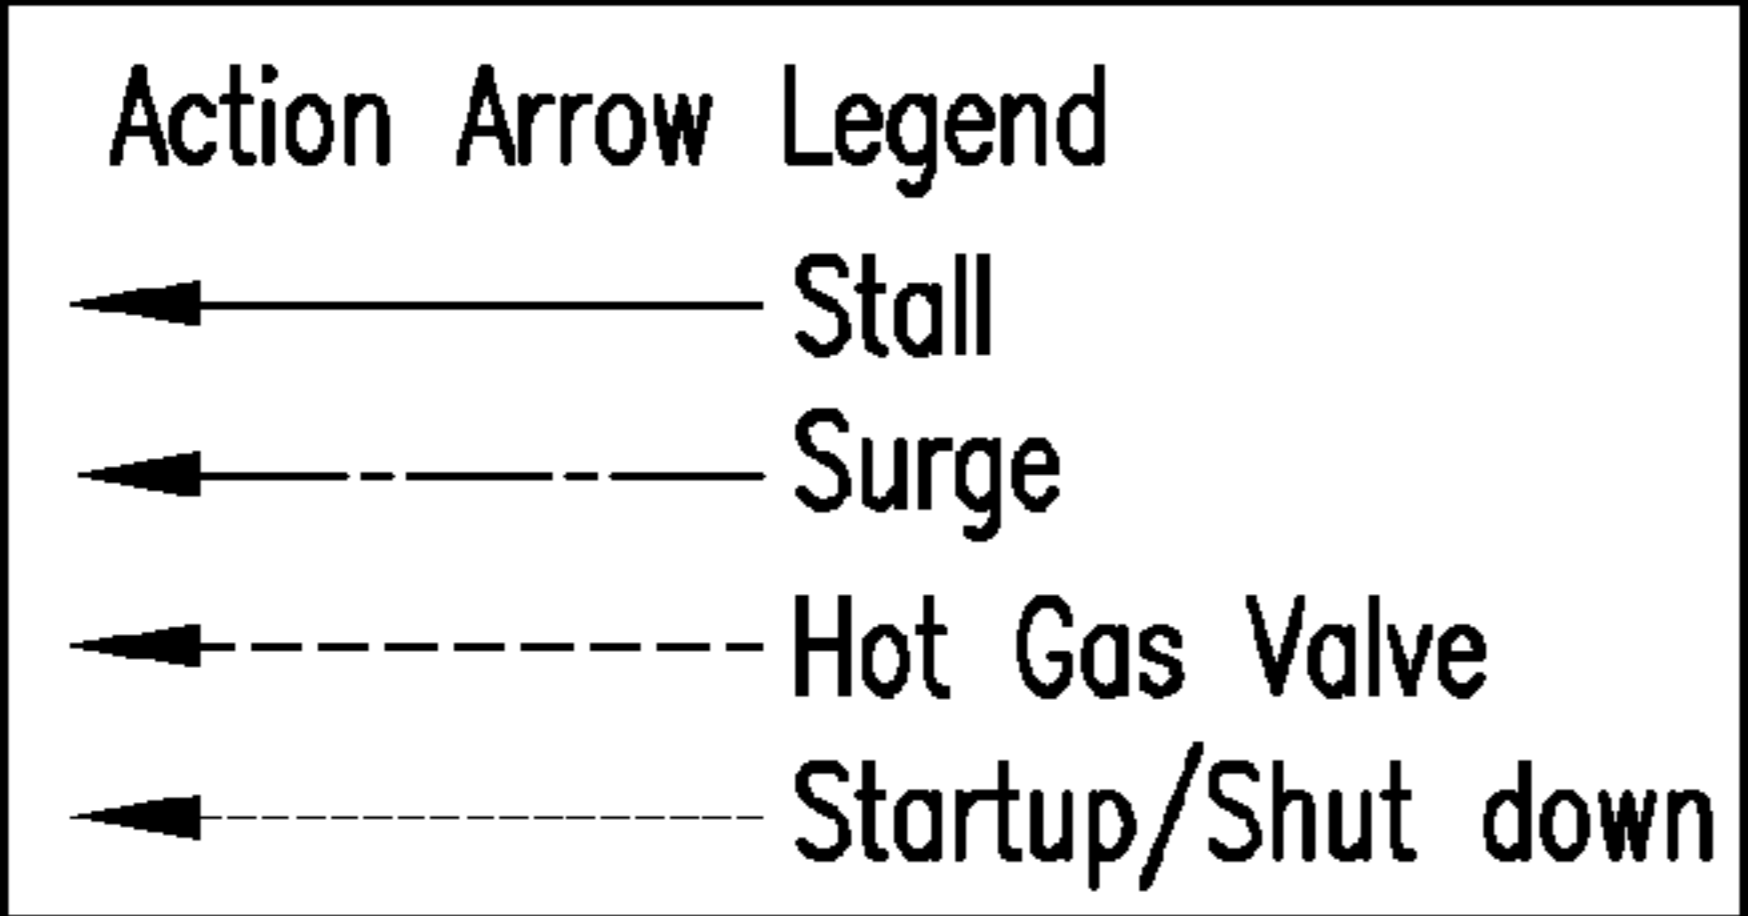 Action Arrow Legend
Stall
Surge
Hot Gas Valve
Startup/Shut down